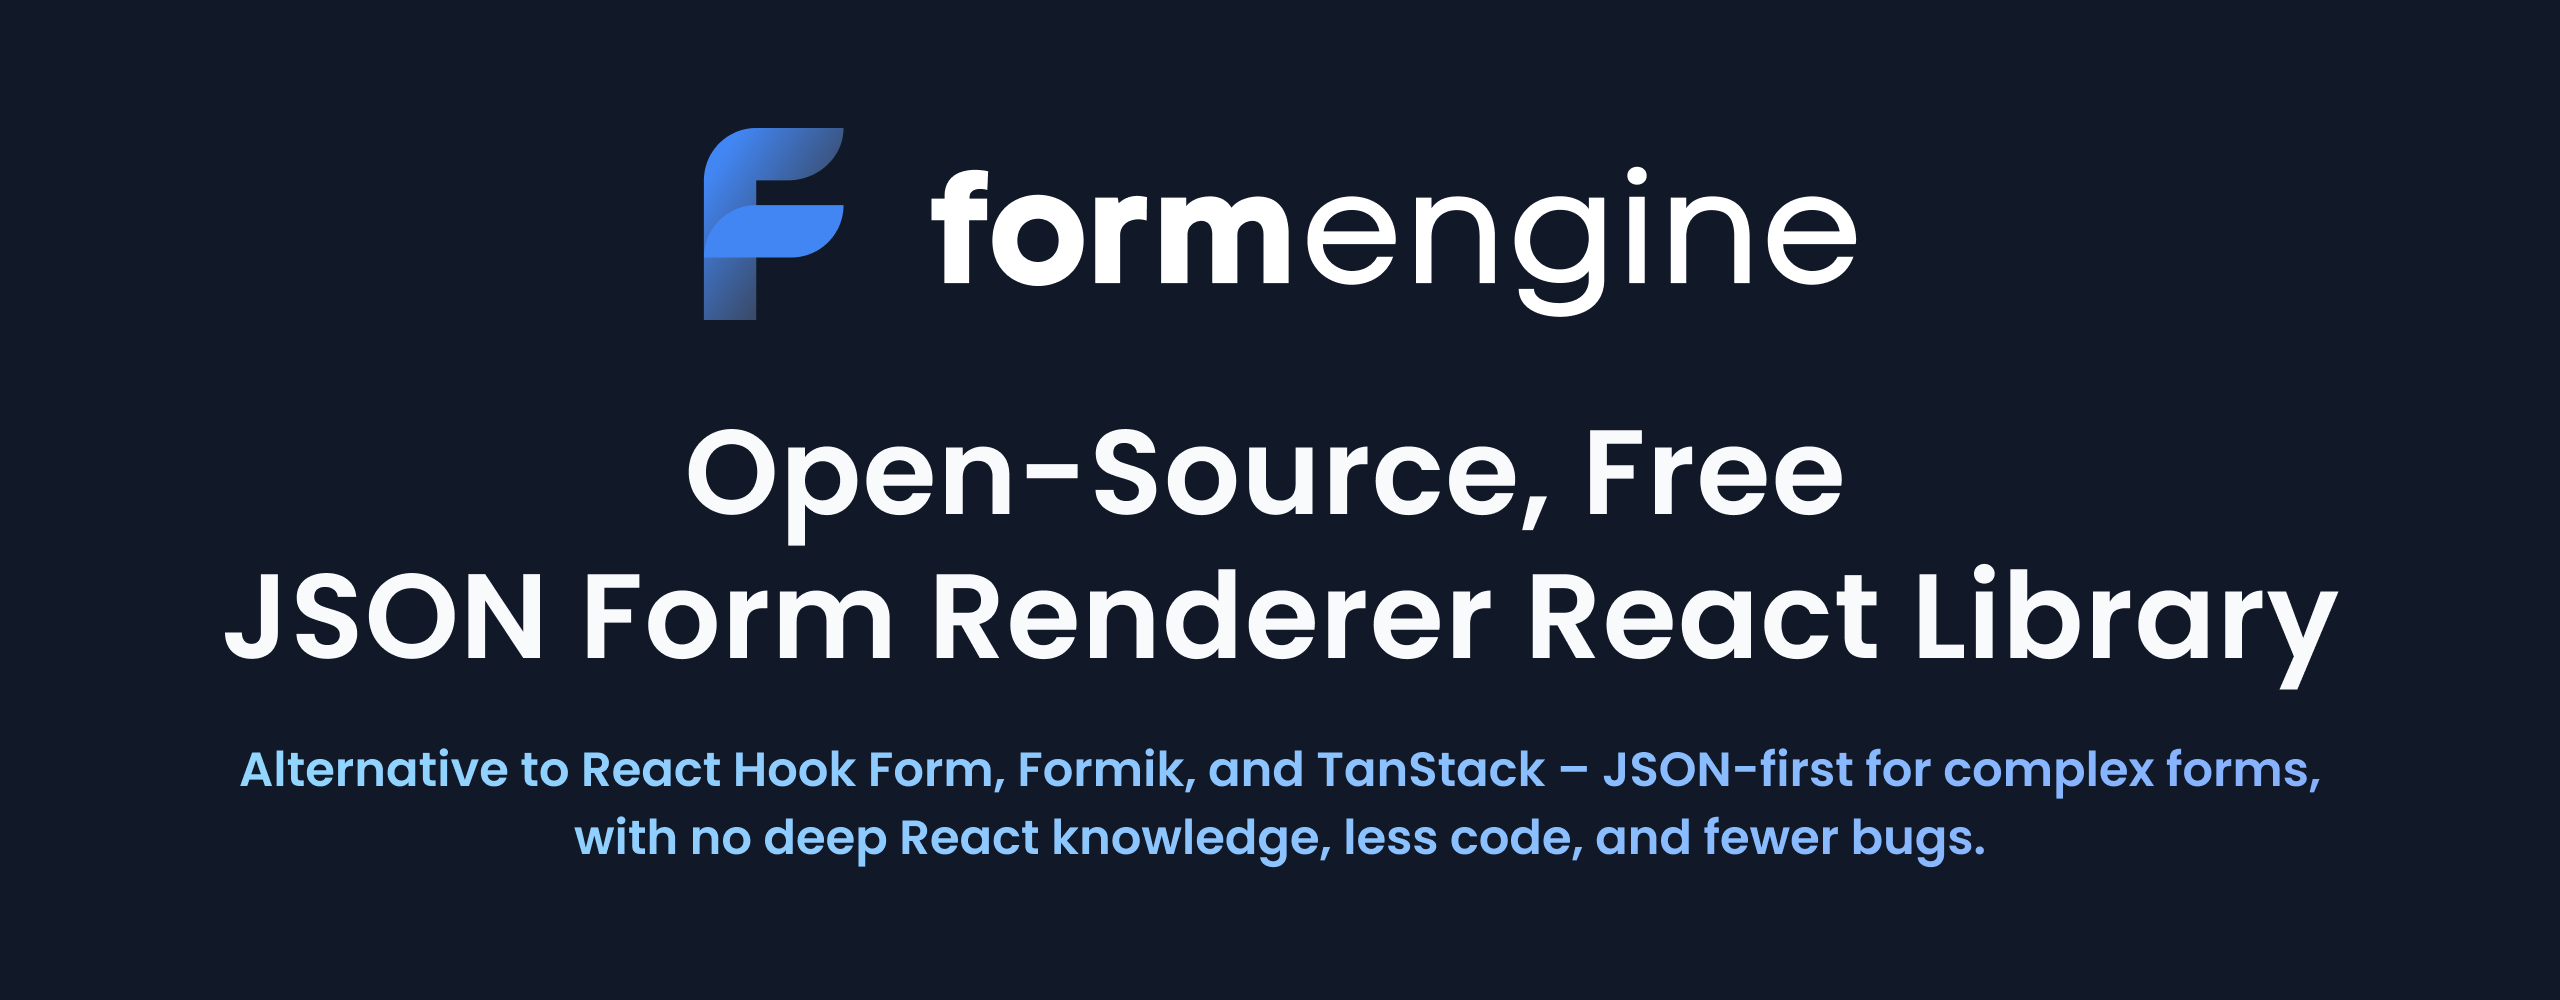 formengine
Open-Source, Free
JSON Form Renderer React Library
Alternative to React Hook Form, Formik, and TanStack – JSON-first for complex forms,
with no deep React knowledge, less code, and fewer bugs.